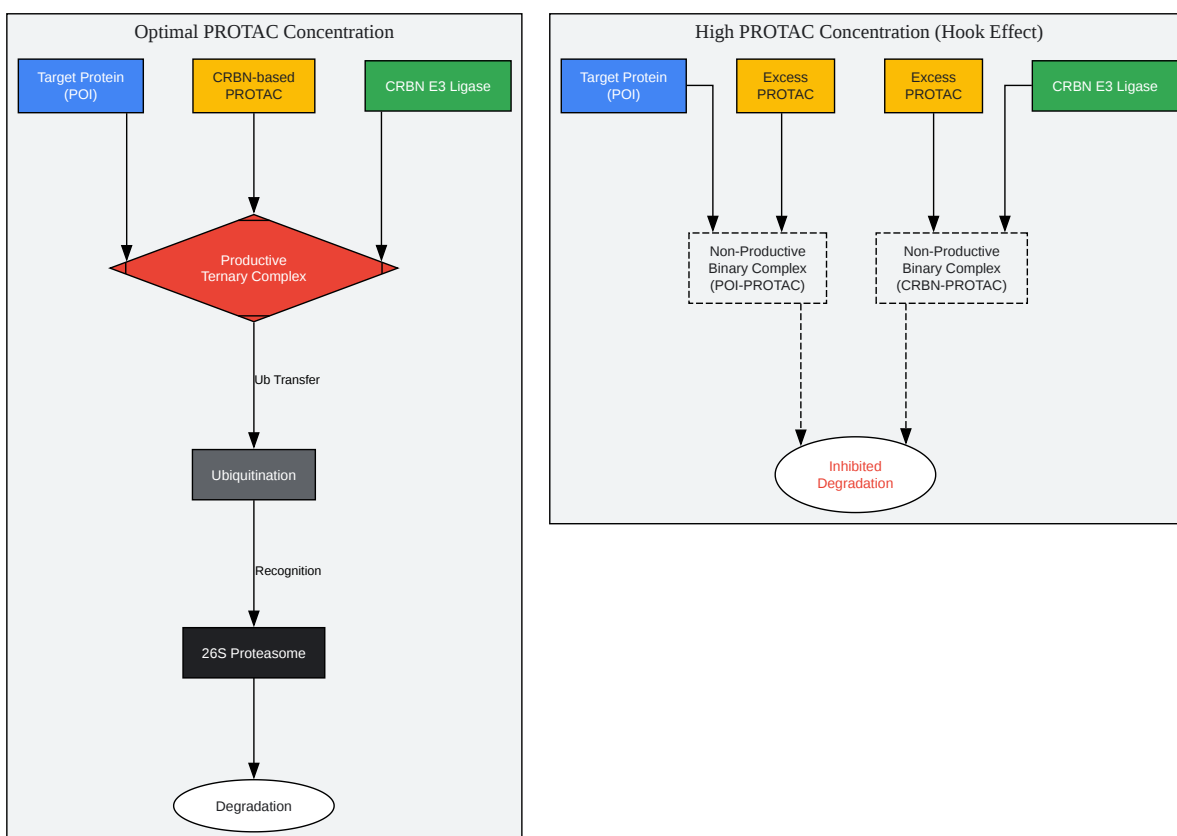 Optimal PROTAC Concentration
Target Protein
(POI)
CRBN-based
PROTAC
CRBN E3 Ligase
Productive
Ternary Complex
Ub Transfer
Ubiquitination
Recognition
26S Proteasome
Degradation
High PROTAC Concentration (Hook Effect)
Target Protein
(POI)
Excess
PROTAC
Excess
PROTAC
CRBN E3 Ligase
Non-Productive
Binary Complex
(POI-PROTAC)
Non-Productive
Binary Complex
(CRBN-PROTAC)
Inhibited
Degradation